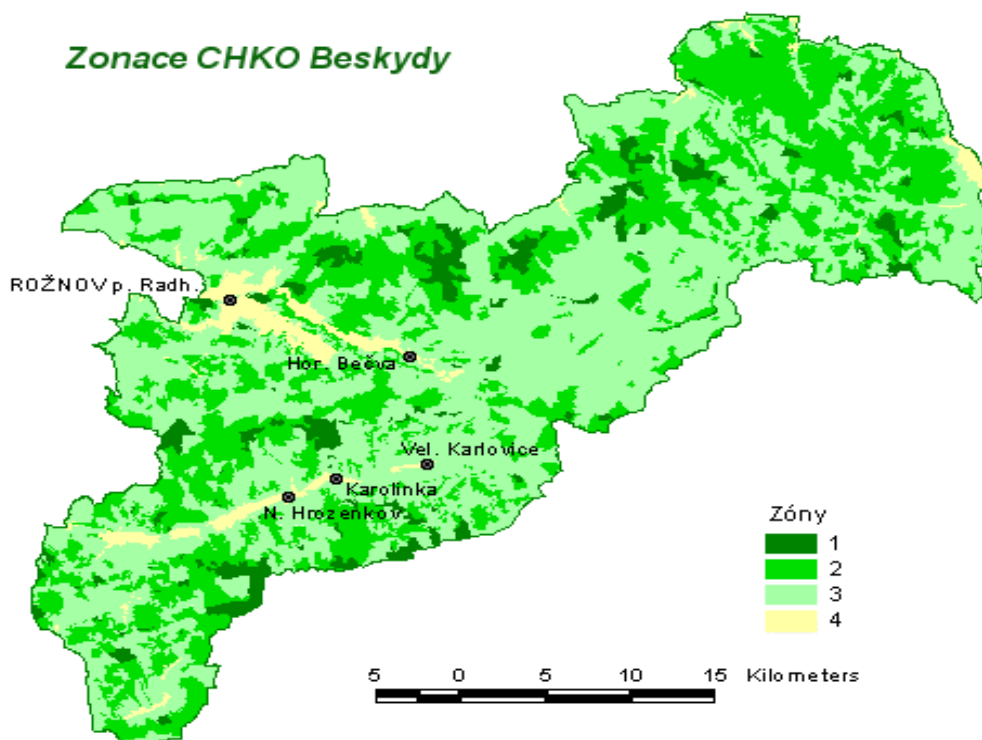 Zonace CHKO Beskydy
ROŽNOV p. Radh.
Hor. Bečva
Vel. Karlovice
Karolinka
N. Hrozenkov
Zóny
1
2
3
4
5 0 5 10 15 Kilometers